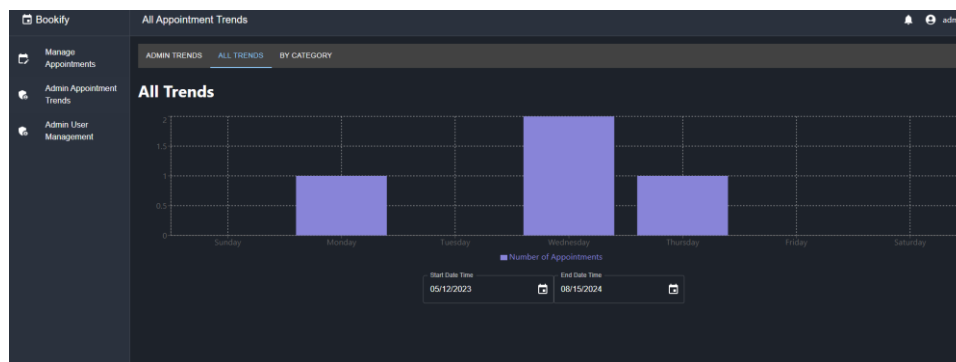 Bookify
All Appointment Trends
adm
Manage
Appointments
Admin Appointment
Trends
Admin User
Management
ADMIN TRENDS ALL TRENDS BY CATEGORY
All Trends
2
1.5
1
0.5
0
Sunday Monday Tuesday Wednesday Thursday Friday Saturday
Number of Appointments
Start Date Time
05/12/2023
End Date Time
08/15/2024